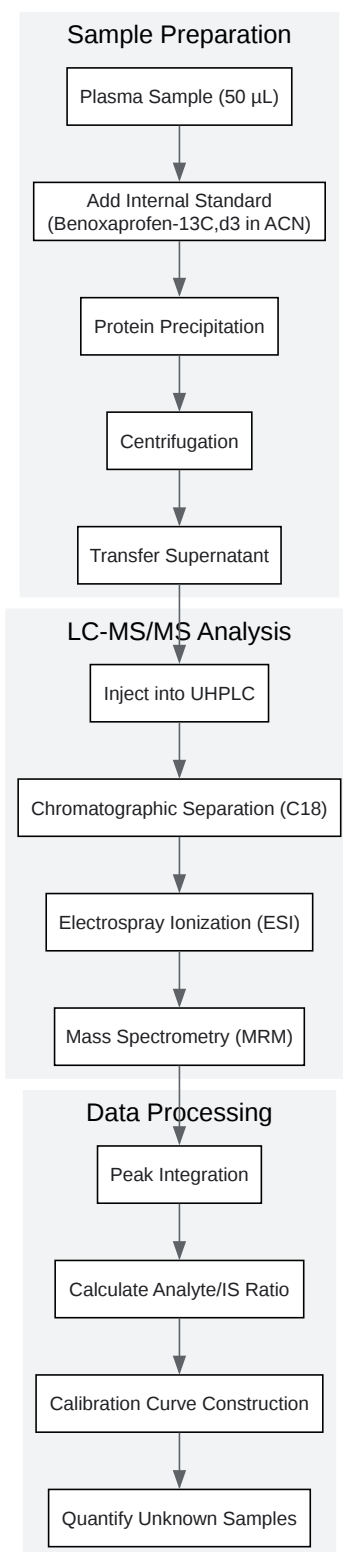 Sample Preparation
Plasma Sample (50 µL)
Add Internal Standard
(Benoxaprofen-13C,d3 in ACN)
Protein Precipitation
Centrifugation
Transfer Supernatant
LC-MS/MS Analysis
Inject into UHPLC
Chromatographic Separation (C18)
Electrospray Ionization (ESI)
Mass Spectrometry (MRM)
Data Processing
Peak Integration
Calculate Analyte/IS Ratio
Calibration Curve Construction
Quantify Unknown Samples